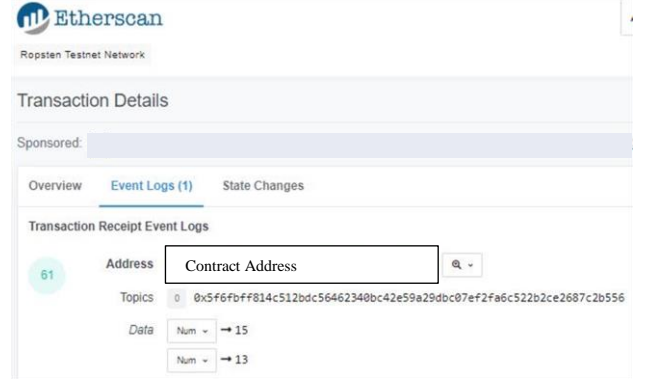 Etherscan
Ropsten Testnet Network
Transaction Details
Sponsored:
Overview Event Logs (1) State Changes
Transaction Receipt Event Logs
61 Address Contract Address
Topics 0 0x5f6fbff814c512bdc56462340bc42e59a29dbc07ef2fa6c522b2ce2687c2b556
Data Num → 15
Num → 13